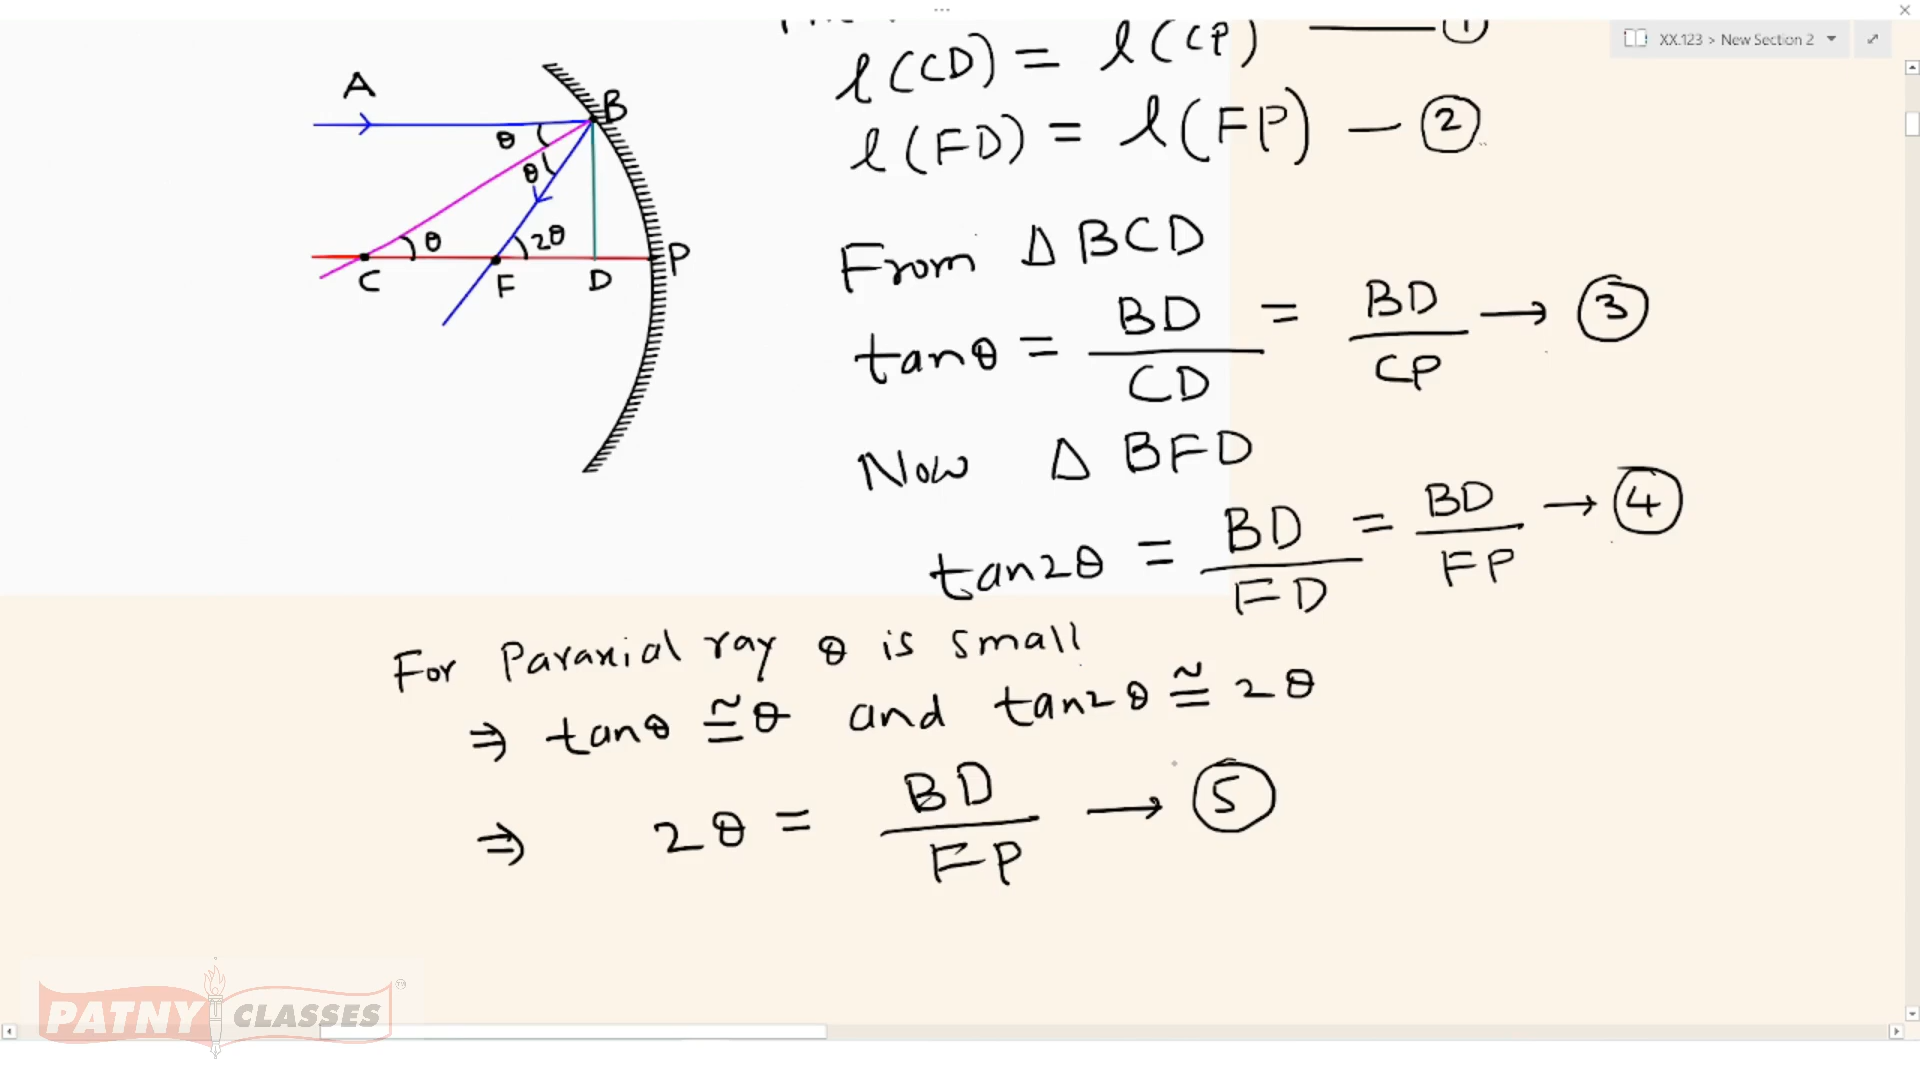 XX.123 > New Section 2
l(CD) = l(CP) —— ①
l(FD) = l(FP) — ②
A
B
θ
θ
θ
2θ
C
F
D
P
From Δ BCD
tanθ = BD/CD = BD/CP → ③
Now Δ BFD
tan2θ = BD/FD = BD/FP → ④
For Paraxial ray θ is small
⇒ tanθ ≅ θ and tan2θ ≅ 2θ
⇒ 2θ = BD/FP → ⑤
PATNY CLASSES